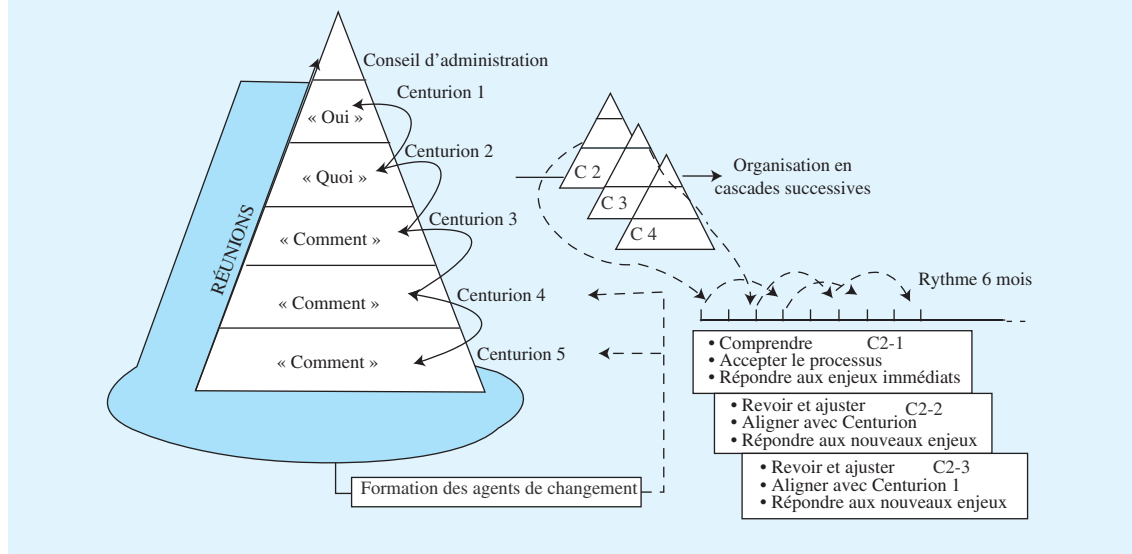 Conseil d’administration
Centurion 1
« Oui »
Centurion 2
« Quoi »
Centurion 3
« Comment »
Centurion 4
« Comment »
Centurion 5
« Comment »
RÉUNIONS
Formation des agents de changement
C 2
C 3
C 4
Organisation en
cascades successives
Rythme 6 mois
• Comprendre C2-1
• Accepter le processus
• Répondre aux enjeux immédiats
• Revoir et ajuster C2-2
• Aligner avec Centurion
• Répondre aux nouveaux enjeux
• Revoir et ajuster C2-3
• Aligner avec Centurion 1
• Répondre aux nouveaux enjeux